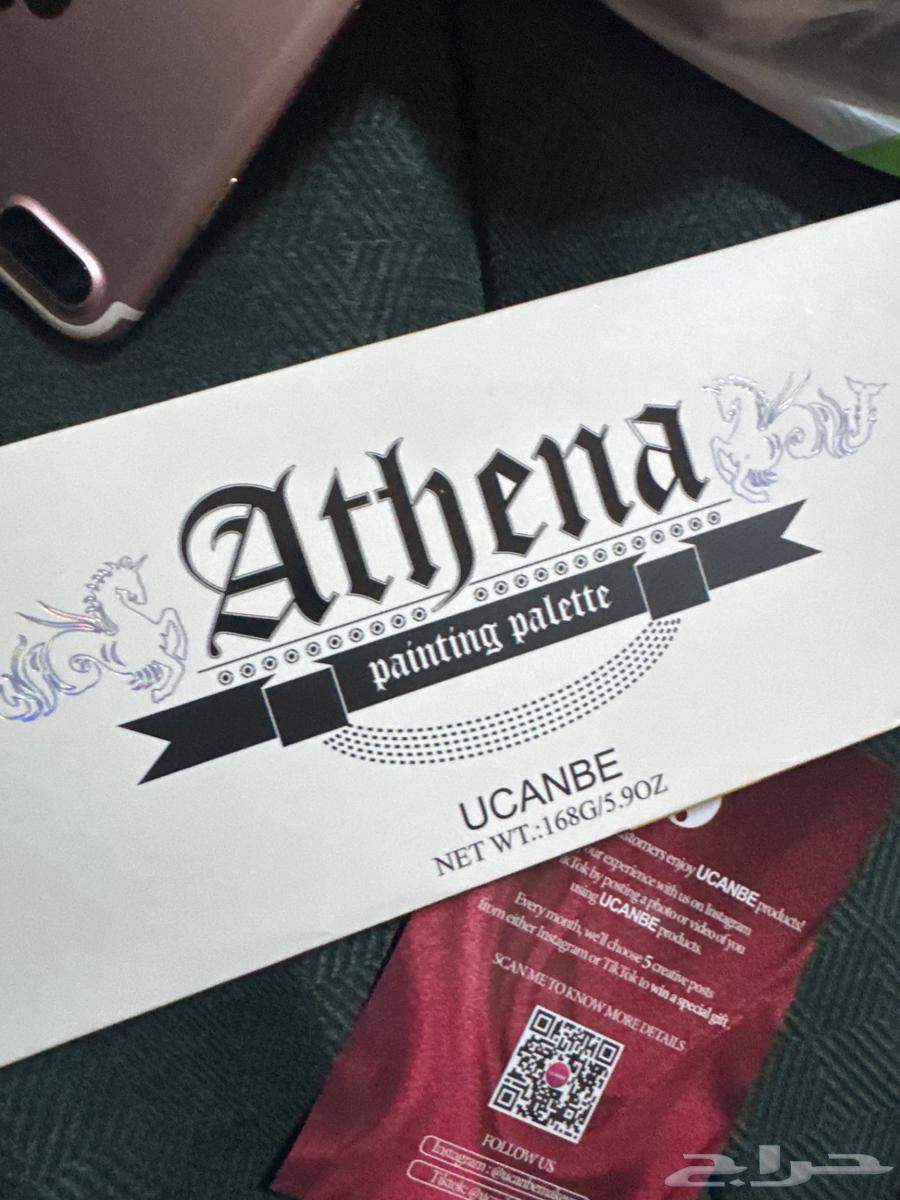 Athena
painting palette
UCANBE
NET WT.:168G/5.9OZ
enjoy UCANBE products!
experience with us on Instagram
by posting a photo or video of you
using UCANBE products.
Every month, we'll choose 5 creative posts
from either Instagram or TikTok to win a special gift.
SCAN ME TO KNOW MORE DETAILS
FOLLOW US
Instagram :
Tiktok:
حراج